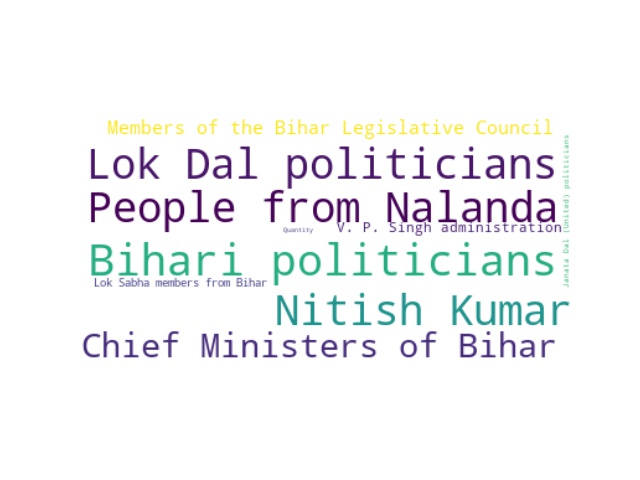 Members of the Bihar Legislative Council
Lok Dal politicians
People from Nalanda
Quantity
V. P. Singh administration
Bihari politicians
Lok Sabha members from Bihar
Nitish Kumar
Chief Ministers of Bihar
Janata Dal (United) politicians